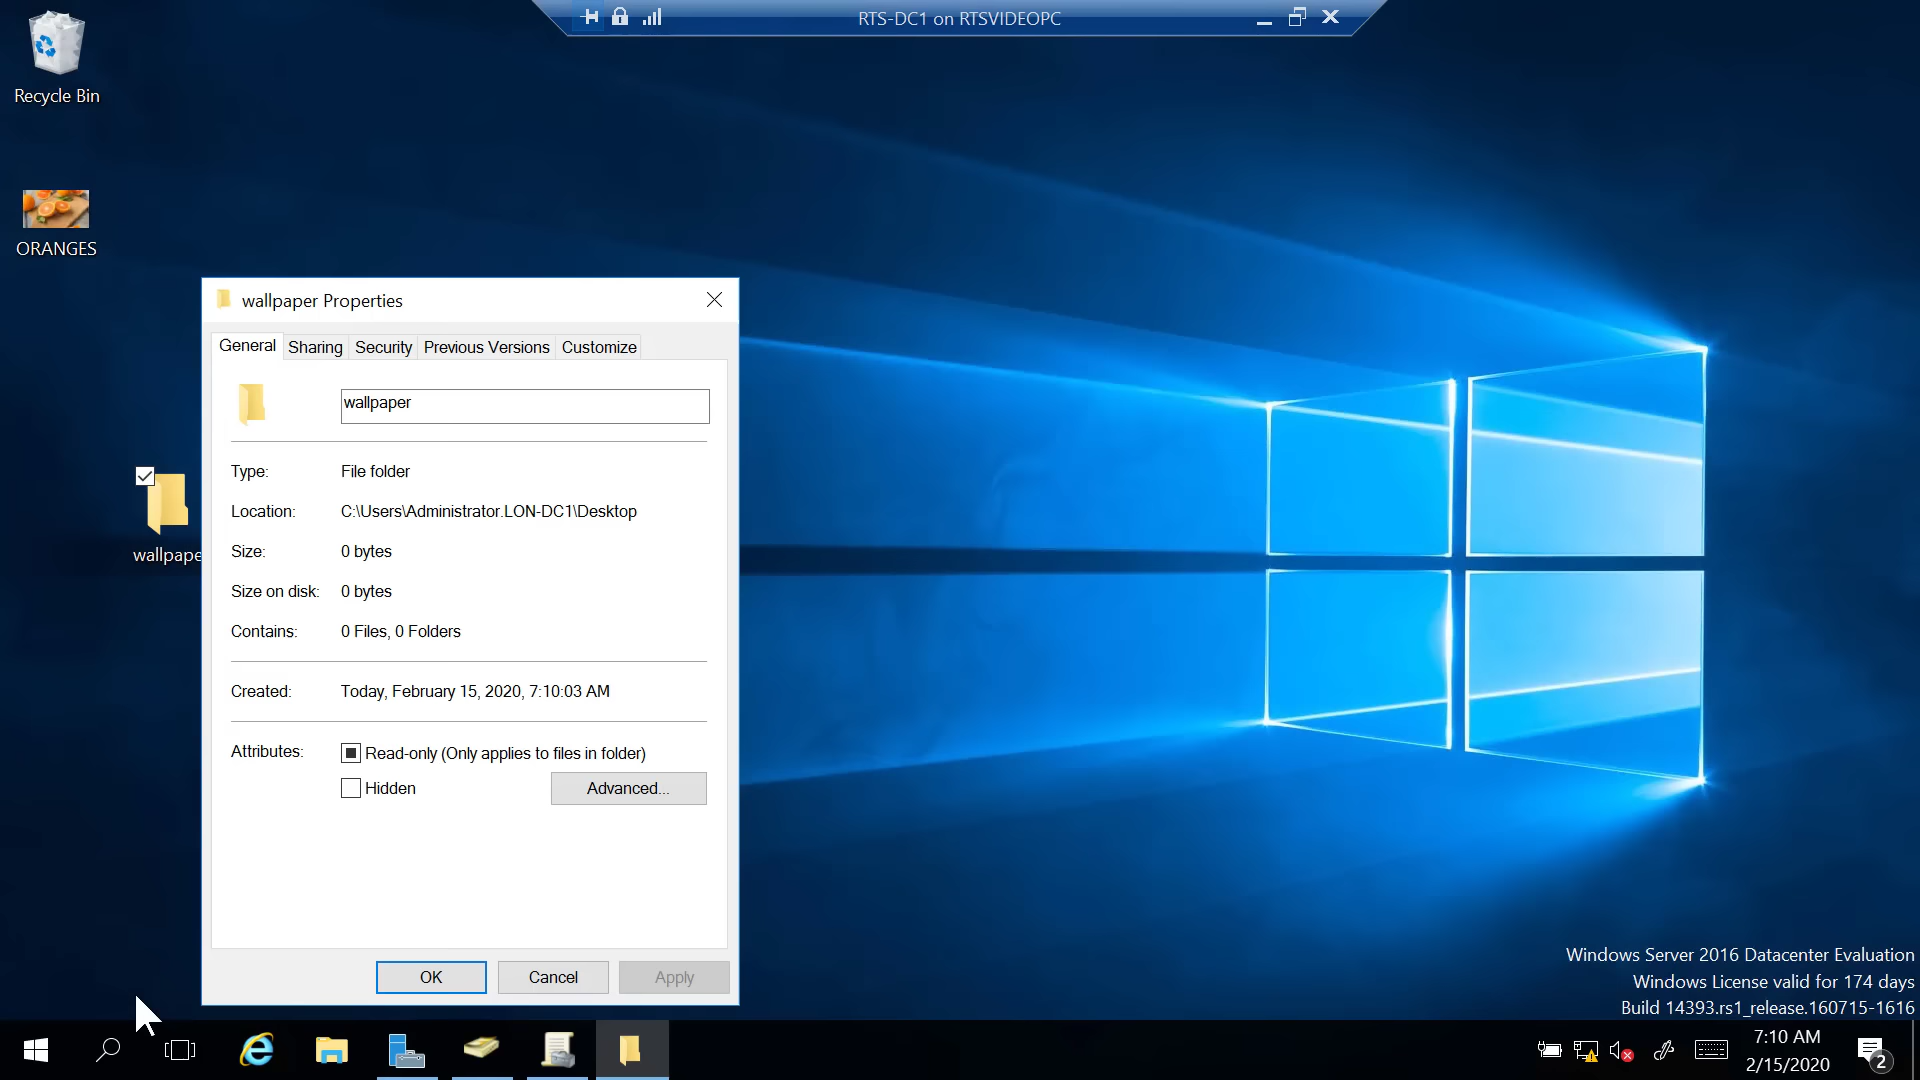 RTS-DC1 on RTSVIDEOPC
Recycle Bin
ORANGES
wallpape
wallpaper Properties
General Sharing Security Previous Versions Customize
wallpaper
Type: File folder
Location: C:\Users\Administrator.LON-DC1\Desktop
Size: 0 bytes
Size on disk: 0 bytes
Contains: 0 Files, 0 Folders
Created: Today, February 15, 2020, 7:10:03 AM
Attributes: Read-only (Only applies to files in folder)
Hidden Advanced...
OK Cancel Apply
Windows Server 2016 Datacenter Evaluation
Windows License valid for 174 days
Build 14393.rs1_release.160715-1616
7:10 AM
2/15/2020
2